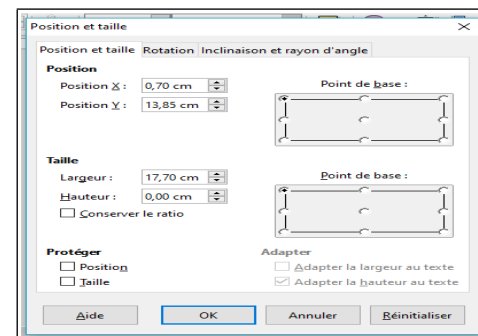 Position et taille
Position et taille Rotation Inclinaison et rayon d'angle
Position
Position X : 0,70 cm
Position Y : 13,85 cm
Point de base :
Taille
Largeur : 17,70 cm
Hauteur : 0,00 cm
Conserver le ratio
Point de base :
Protéger
Position
Taille
Adapter
Adapter la largeur au texte
Adapter la hauteur au texte
Aide OK Annuler Réinitialiser